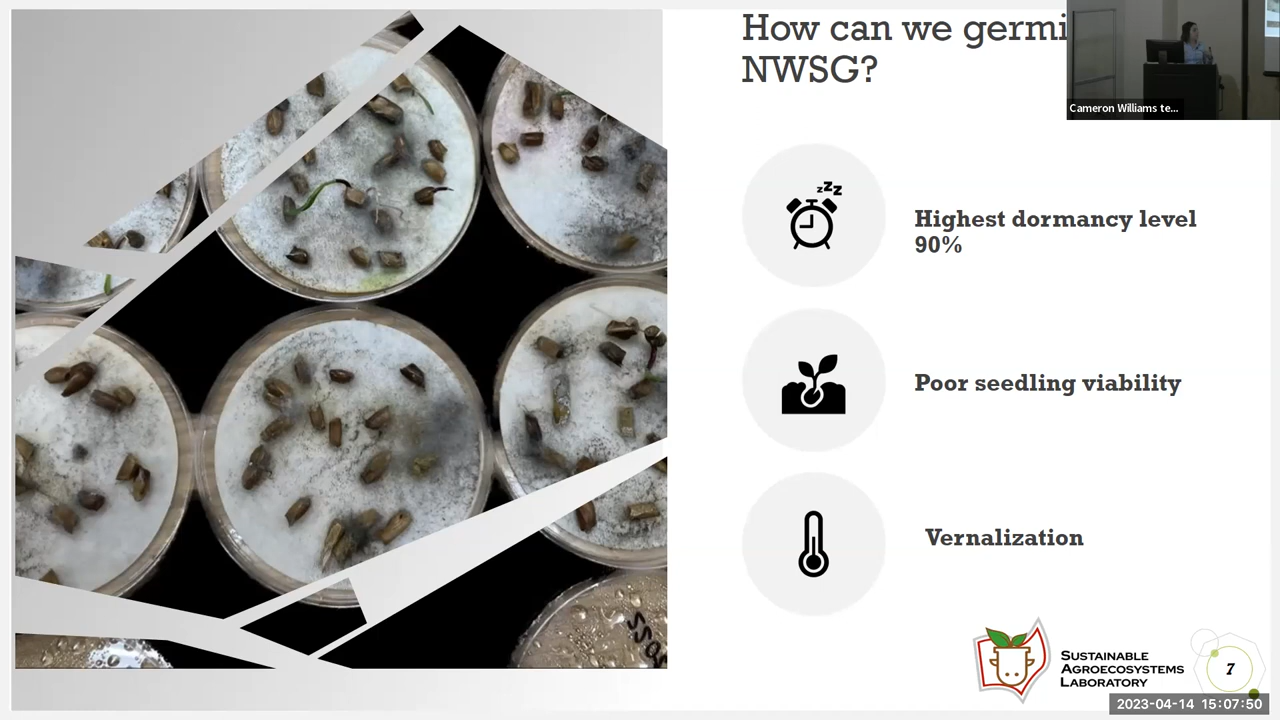 How can we germi
NWSG?
Cameron Williams te...
zzZz
Highest dormancy level
90%
Poor seedling viability
Vernalization
SUSTAINABLE
AGROECOSYSTEMS
LABORATORY
7
2023-04-14 15:07:50